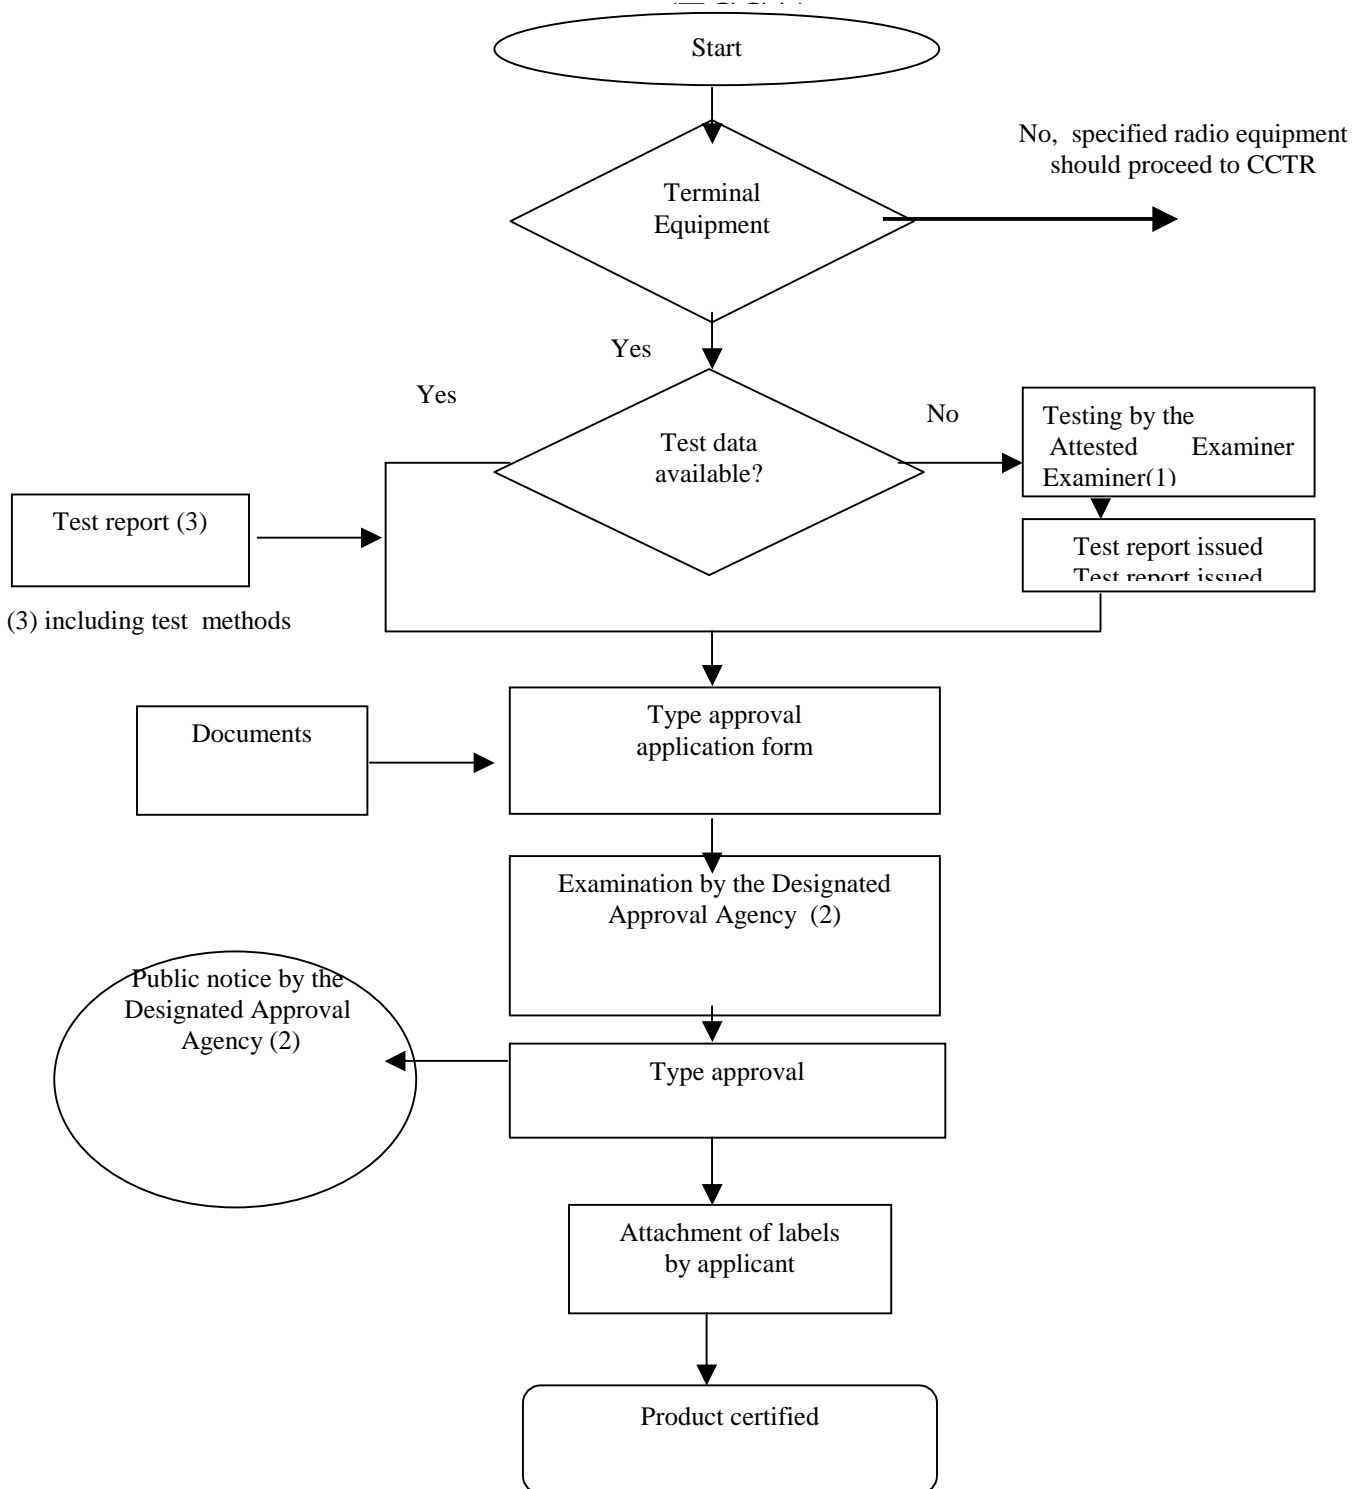 Start
No, specified radio equipment
should proceed to CCTR
Terminal
Equipment
Yes
Yes
No
Test data
available?
Testing by the
Attested Examiner
Examiner(1)
Test report (3)
Test report issued
Test report issued
(3) including test methods
Type approval
application form
Documents
Examination by the Designated
Approval Agency (2)
Public notice by the
Designated Approval
Agency (2)
Type approval
Attachment of labels
by applicant
Product certified